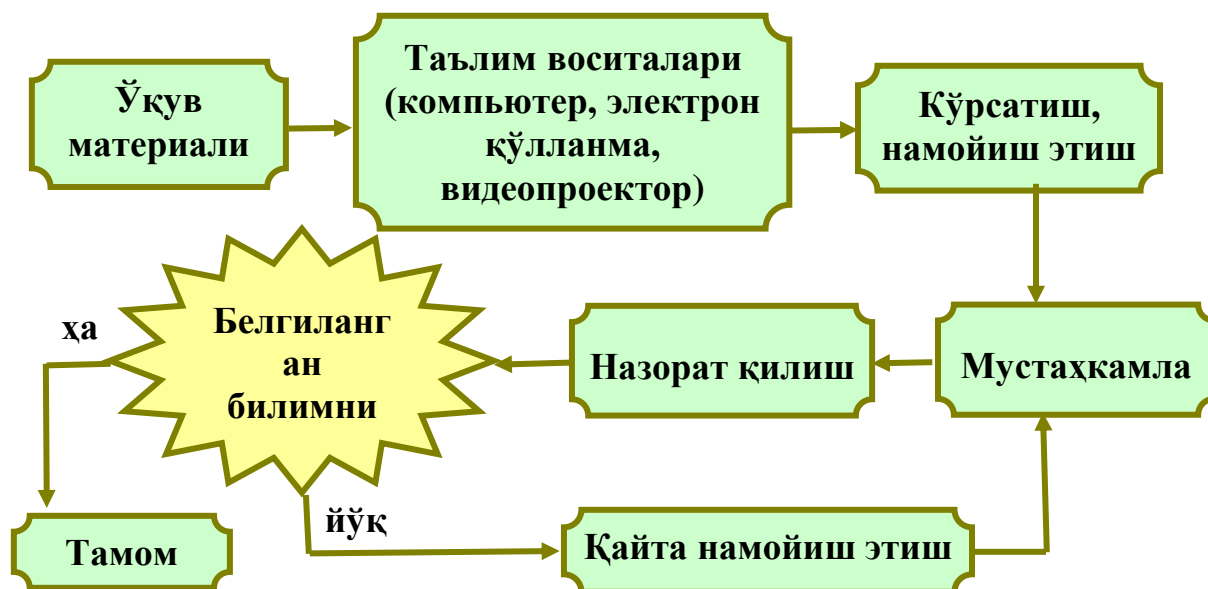 Ўқув
материали
Таълим воситалари
(компьютер, электрон
қўлланма,
видеопроектор)
Кўрсатиш,
намойиш этиш
Мустаҳкамла
Назорат қилиш
Белгиланг
ан
билимни
ҳа
Тамом
йўқ
Қайта намойиш этиш